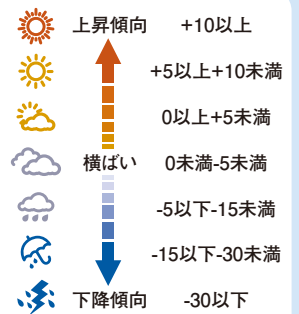 上昇傾向 +10以上
+5以上+10未満
0以上+5未満
横ばい 0未満-5未満
-5以下-15未満
-15以下-30未満
下降傾向 -30以下